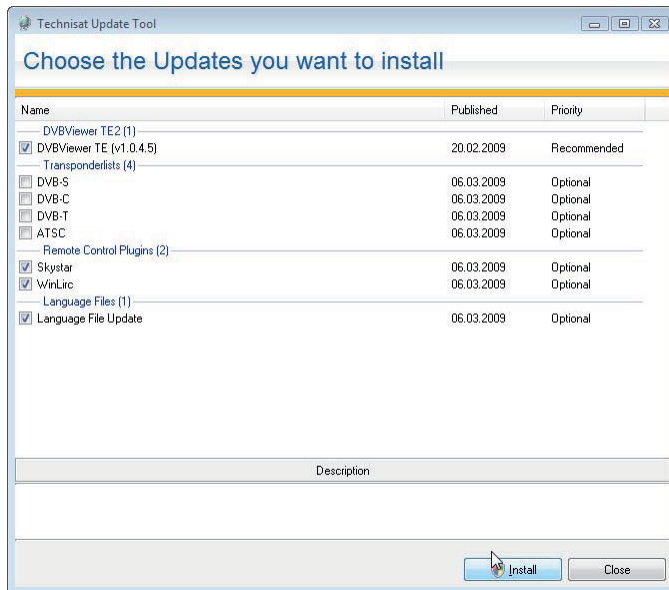 Technisat Update Tool
Choose the Updates you want to install
Name Published Priority
DVBViewer TE2 (1)
DVBViewer TE (v1.0.4.5) 20.02.2009 Recommended
Transponderlists (4)
DVB-S 06.03.2009 Optional
DVB-C 06.03.2009 Optional
DVB-T 06.03.2009 Optional
ATSC 06.03.2009 Optional
Remote Control Plugins (2)
Skystar 06.03.2009 Optional
WinLirc 06.03.2009 Optional
Language Files (1)
Language File Update 06.03.2009 Optional
Description
Install Close